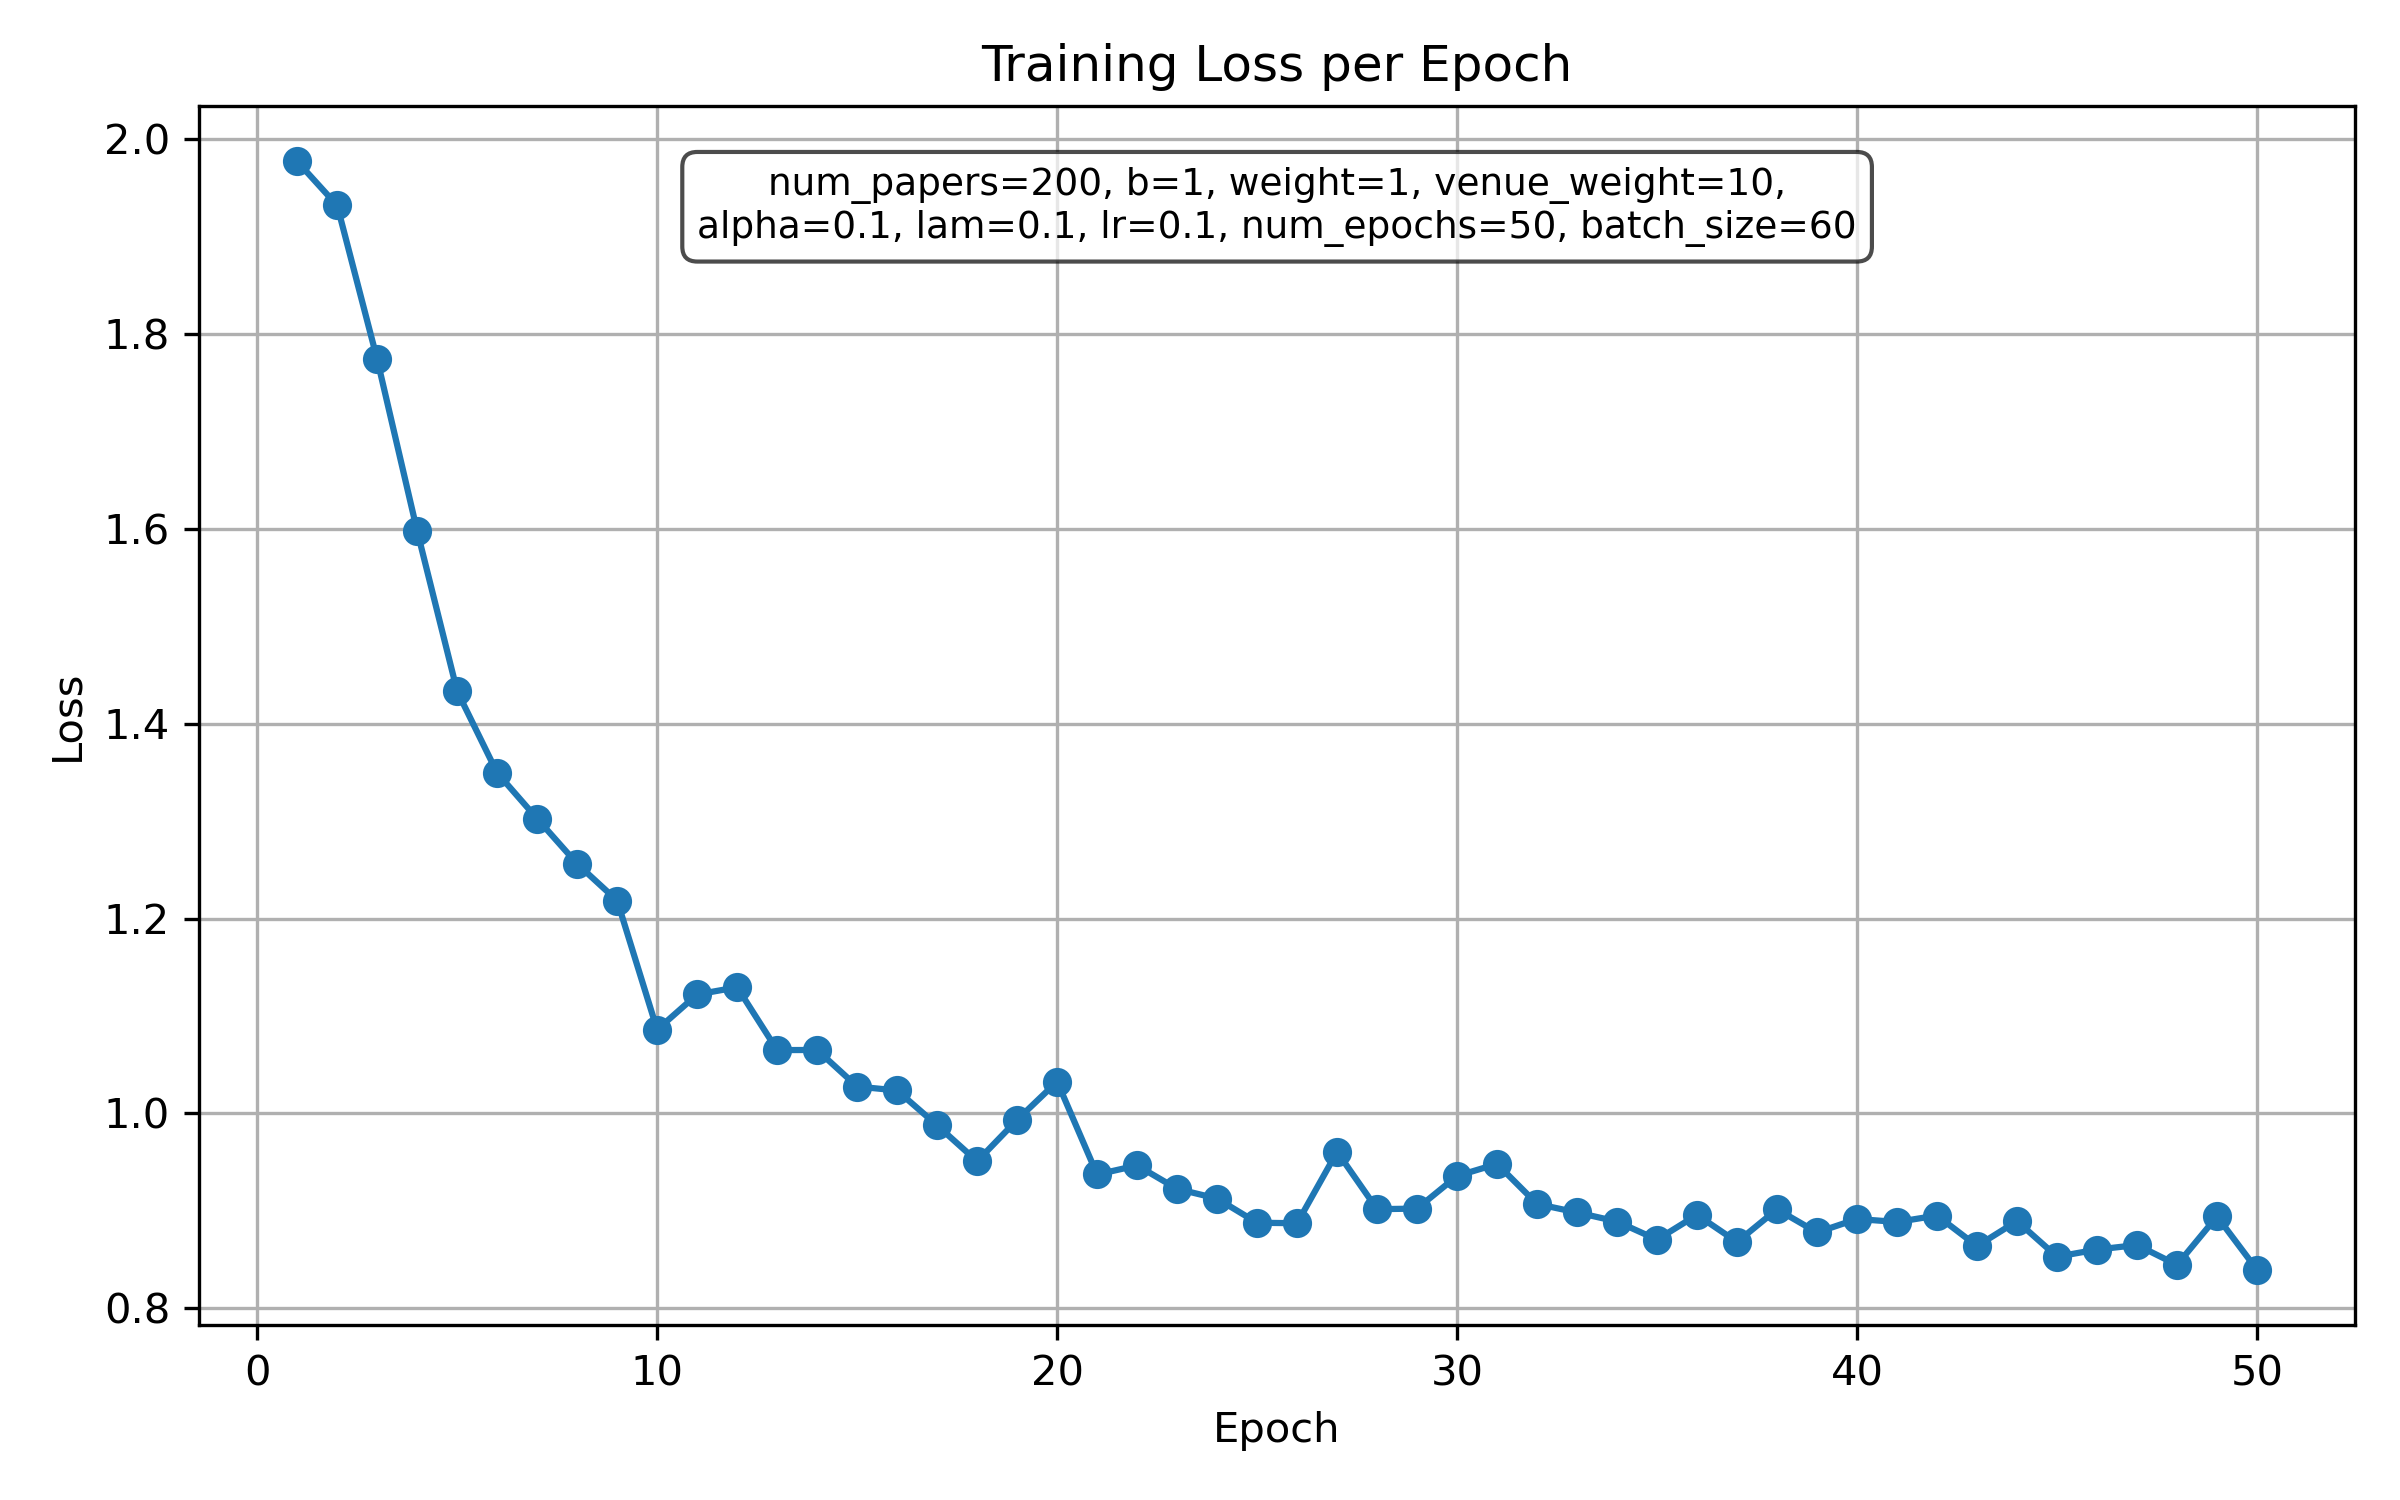 Training Loss per Epoch
num_papers=200, b=1, weight=1, venue_weight=10,
alpha=0.1, lam=0.1, lr=0.1, num_epochs=50, batch_size=60
Loss
2.0
1.8
1.6
1.4
1.2
1.0
0.8
0 10 20 30 40 50
Epoch